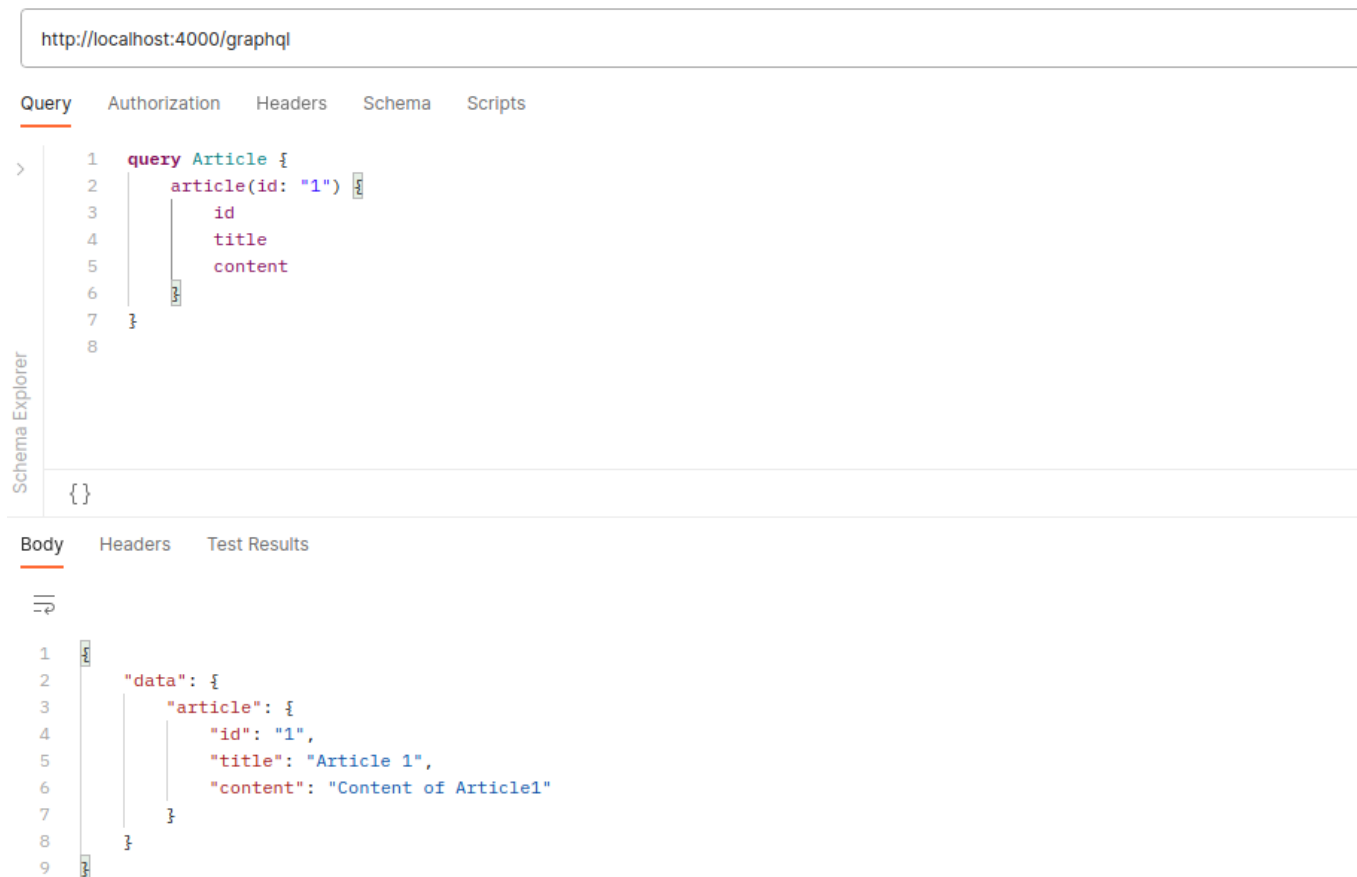 http://localhost:4000/graphql
Query Authorization Headers Schema Scripts
1 query Article {
2 article(id: "1") {
3 id
4 title
5 content
6 }
7 }
8
Schema Explorer
{}
Body Headers Test Results
1 {
2 "data": {
3 "article": {
4 "id": "1",
5 "title": "Article 1",
6 "content": "Content of Article1"
7 }
8 }
9 }